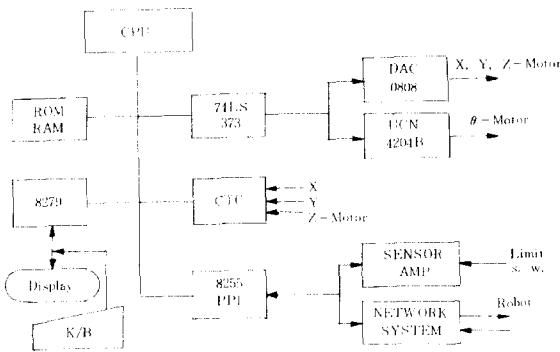 CPU
DAC
0808
X, Y, Z-Motor
ROM
RAM
74LS
373
UCN
4204B
θ-Motor
8279
CTC
X
Y
Z-Motor
Display
K/B
8255
PPI
SENSOR
AMP
Limit
s. w.
NETWORK
SYSTEM
Robot